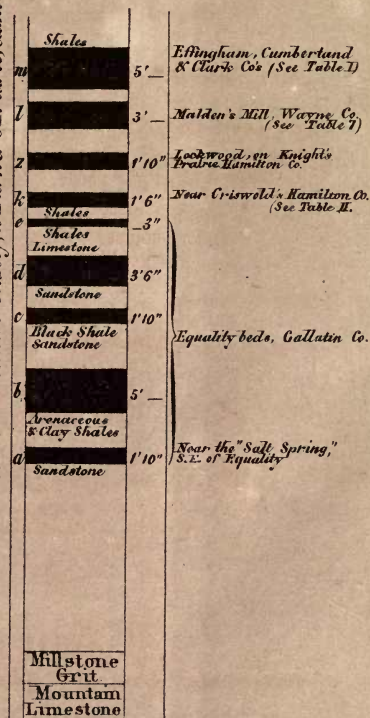 Shales
m 5' Effingham, Cumbertand
& Clark Co's (See Table I)
l 3' Malden's Mill, Wayne Co.
(See Table 7)
z 1'10" Lockwood, on Knight's
Prairie Hamilton Co.
k 1'6" Near Criswold's Hamilton Co.
(See Table II.
Shales
e 3"
Shales
Limestone
d 3'6"
Sandstone
c 1'10"
Black Shale
Sandstone
Equality beds, Gallatin Co.
b 5'
Arenaceous
& Clay Shales
a 1'10" Near the "Salt Spring,"
S.E. of Equality
Sandstone
Millstone
Grit
Mountain
Limestone